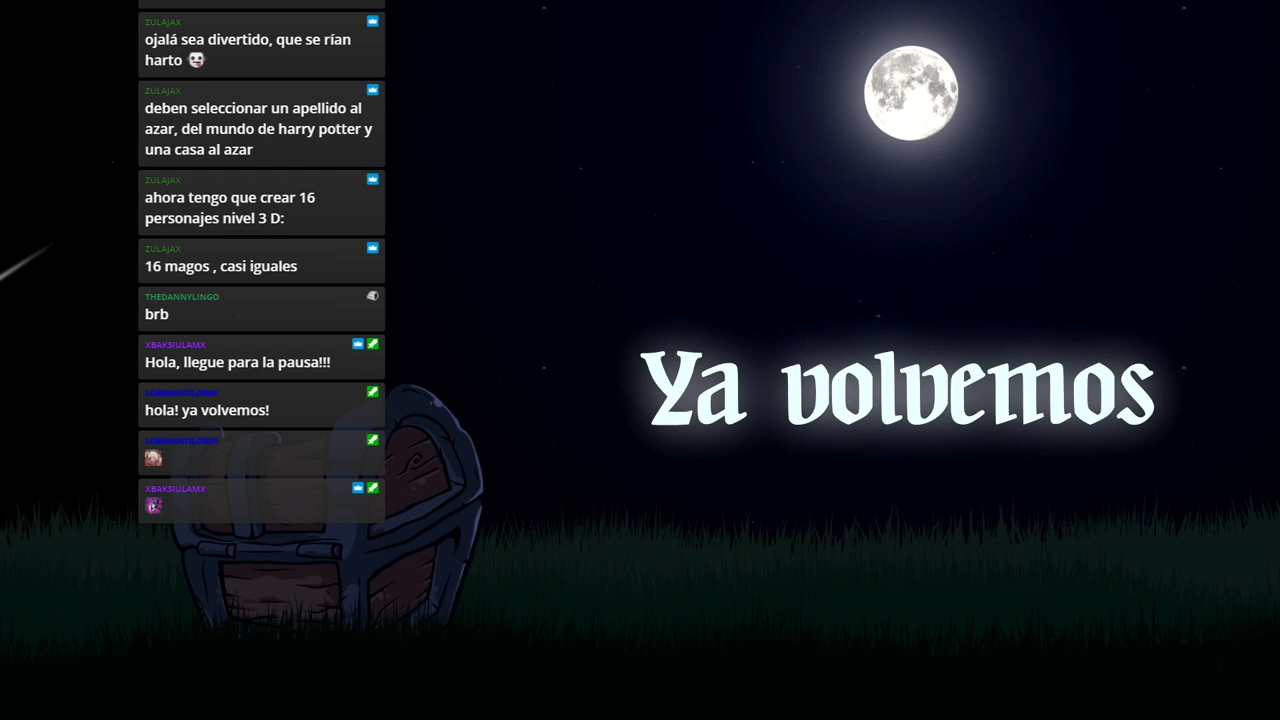 ZULAJAX
ojalá sea divertido, que se rían
harto
ZULAJAX
deben seleccionar un apellido al
azar, del mundo de harry potter y
una casa al azar
ZULAJAX
ahora tengo que crear 16
personajes nivel 3 D:
ZULAJAX
16 magos , casi iguales
THEDANNYLINGO
brb
XBAKSIULAMX
Hola, llegue para la pausa!!!
hola! ya volvemos!
XBAKSIULAMX
Ya volvemos